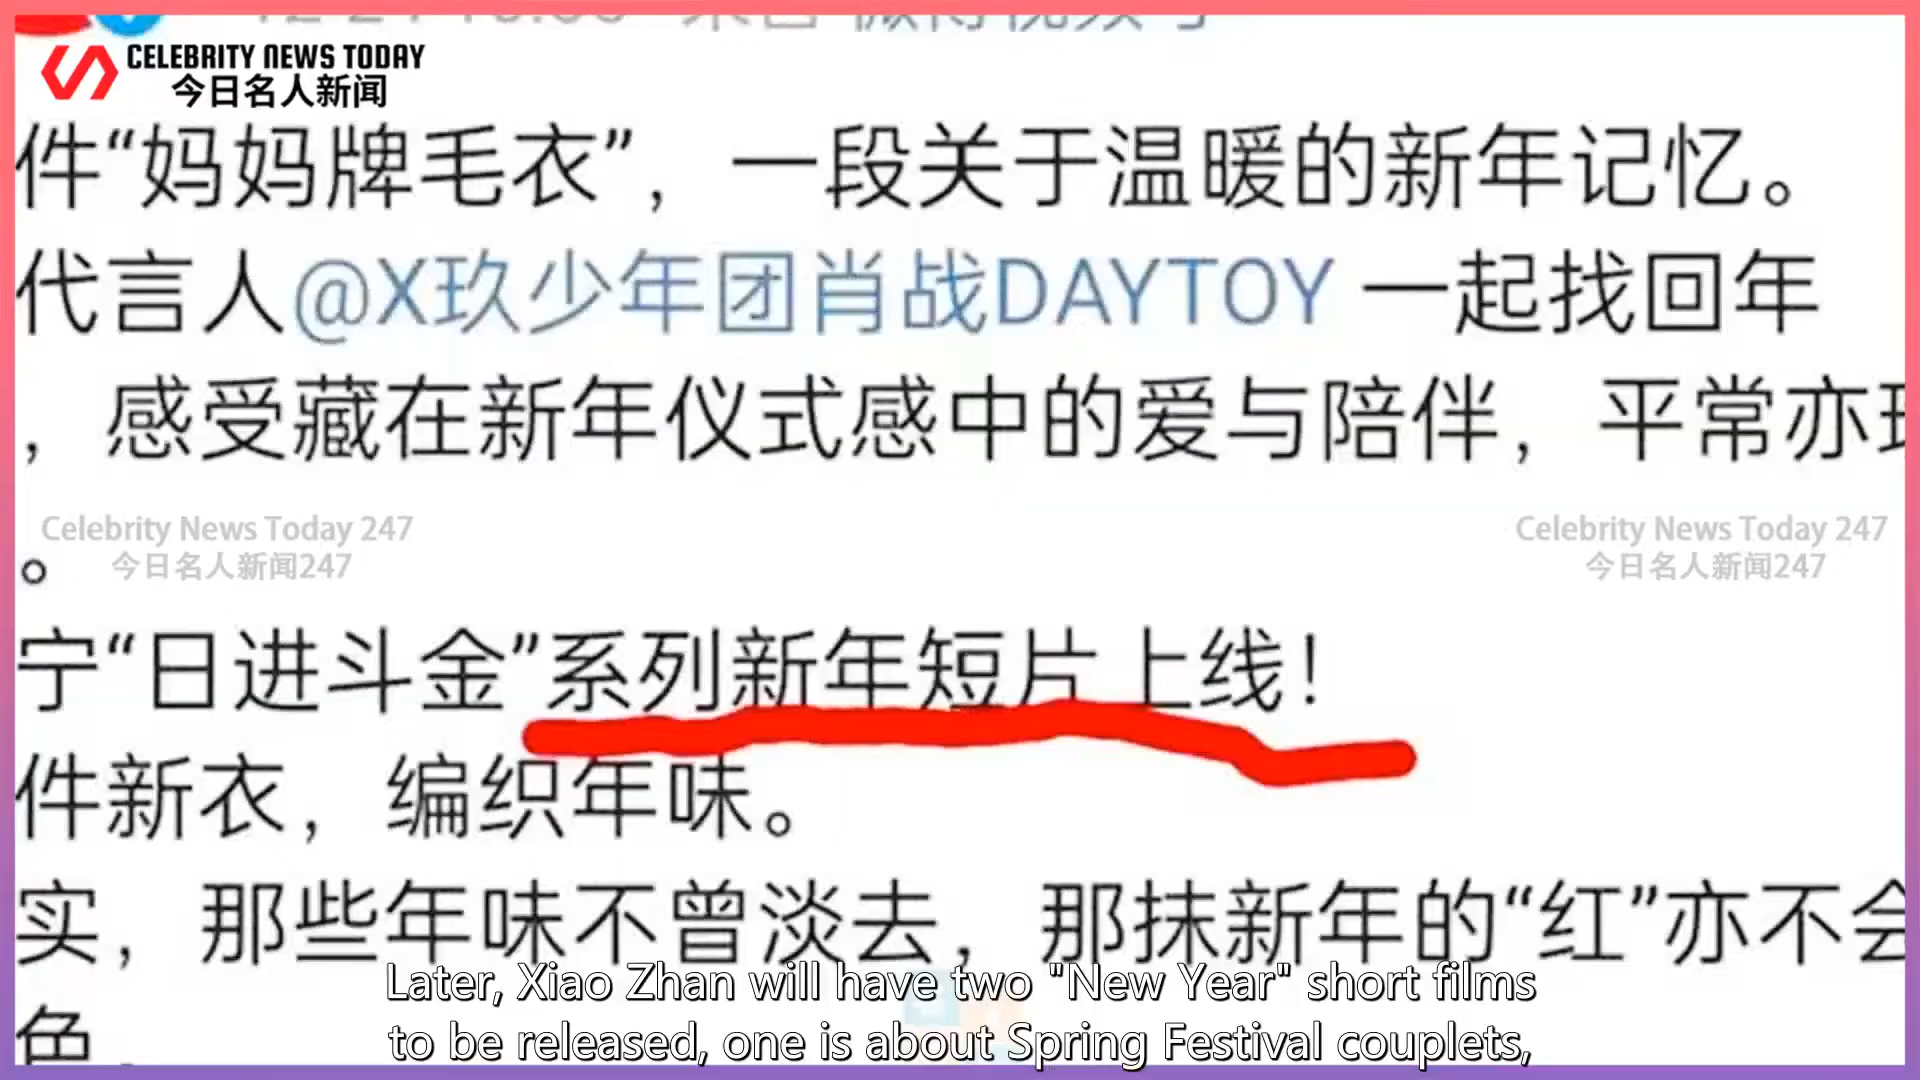 CELEBRITY NEWS TODAY
今日名人新闻
件“妈妈牌毛衣”，一段关于温暖的新年记忆。
代言人@X玖少年团肖战DAYTOY 一起找回年
，感受藏在新年仪式感中的爱与陪伴，平常亦
Celebrity News Today 247
今日名人新闻247
Celebrity News Today 247
今日名人新闻247
。
宁“日进斗金”系列新年短片上线！
件新衣，编织年味。
实，那些年味不曾淡去，那抹新年的“红”亦不会
色
Later, Xiao Zhan will have two "New Year" short films
to be released, one is about Spring Festival couplets,